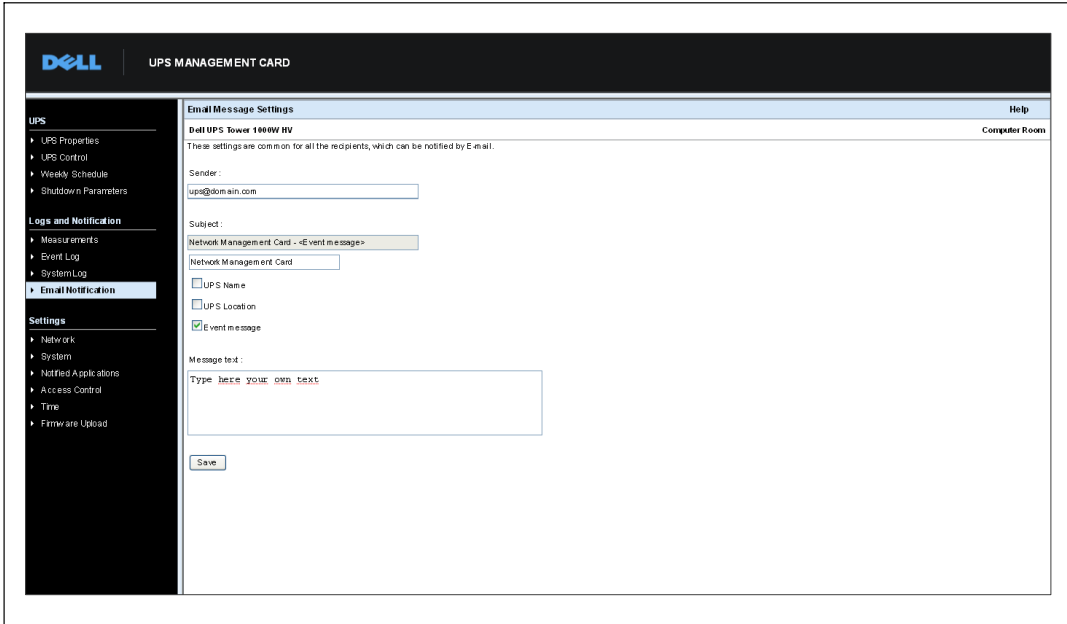 DELL
UPS MANAGEMENT CARD
UPS
UPS Properties
UPS Control
Weekly Schedule
Shutdown Parameters
Logs and Notification
Measurements
Event Log
System Log
Email Notification
Settings
Network
System
Notified Applications
Access Control
Time
Firmware Upload
Email Message Settings Help
Dell UPS Tower 1000W HV Computer Room
These settings are common for all the recipients, which can be notified by E-mail.
Sender :
ups@domain.com
Subject :
Network Management Card - <Event message>
Network Management Card
UPS Name
UPS Location
Event message
Message text :
Type here your own text
Save